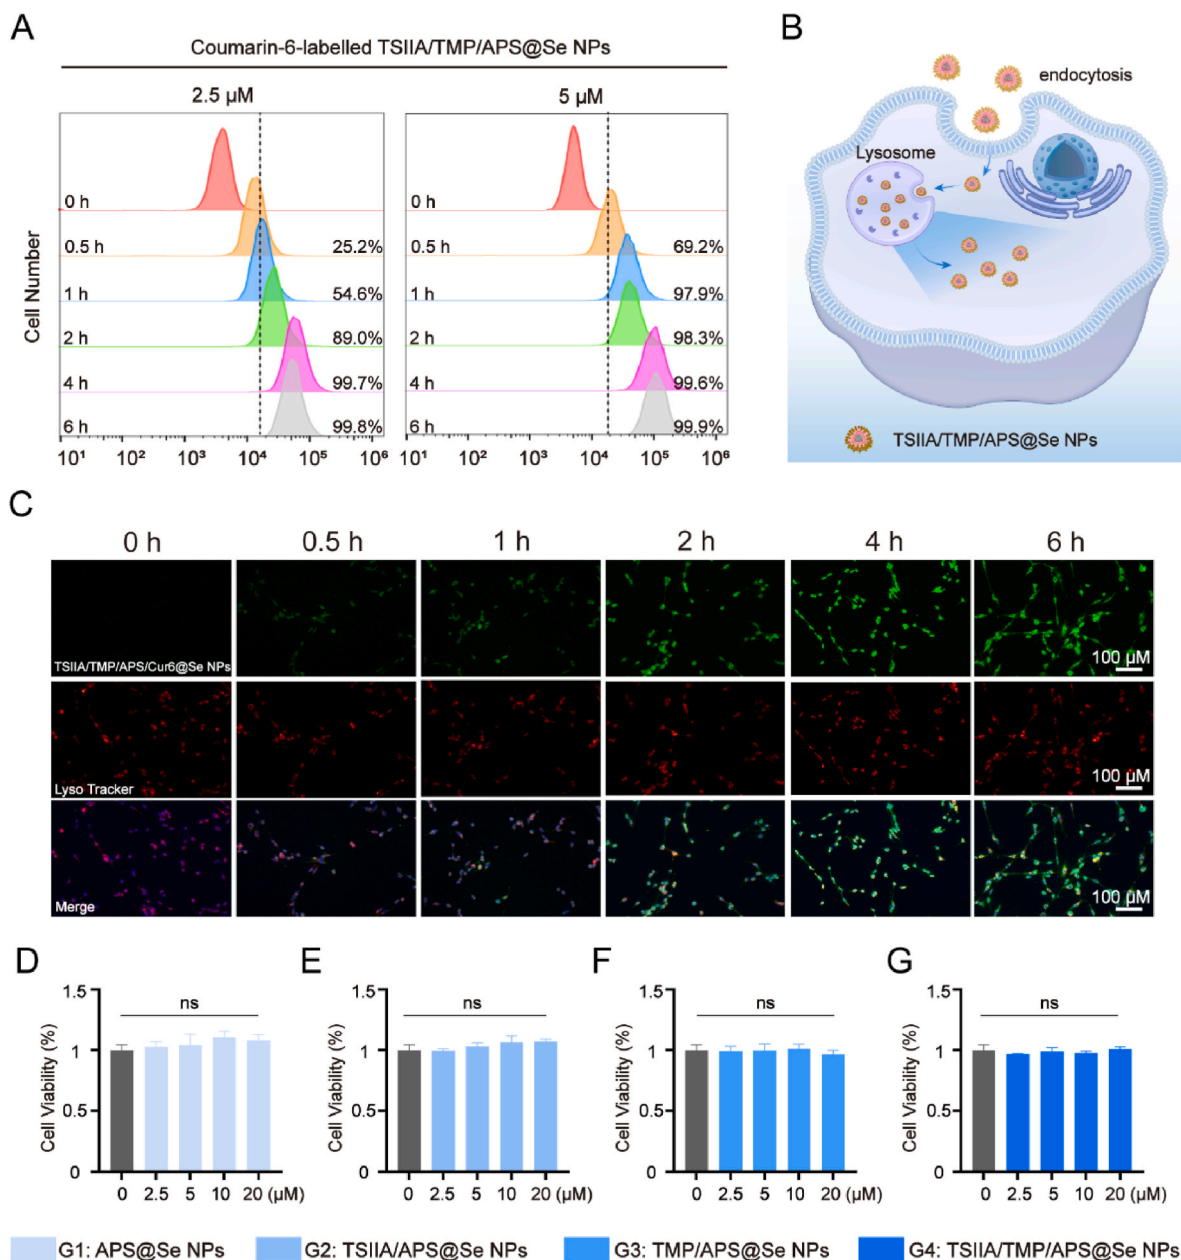 A
Coumarin-6-labelled TSIIA/TMP/APS@Se NPs
2.5 µM
5 µM
Cell Number
0 h
0.5 h 25.2%
1 h 54.6%
2 h 89.0%
4 h 99.7%
6 h 99.8%
10¹ 10² 10³ 10⁴ 10⁵ 10⁶
0 h
0.5 h 69.2%
1 h 97.9%
2 h 98.3%
4 h 99.6%
6 h 99.9%
10¹ 10² 10³ 10⁴ 10⁵ 10⁶
B
endocytosis
Lysosome
TSIIA/TMP/APS@Se NPs
C
0 h 0.5 h 1 h 2 h 4 h 6 h
TSIIA/TMP/APS/Cur6@Se NPs
100 µM
Lyso Tracker
100 µM
Merge
100 µM
D
Cell Viability (%)
1.5
1
0.5
0
ns
0 2.5 5 10 20 (µM)
E
Cell Viability (%)
1.5
1
0.5
0
ns
0 2.5 5 10 20 (µM)
F
Cell Viability (%)
1.5
1
0.5
0
ns
0 2.5 5 10 20 (µM)
G
Cell Viability (%)
1.5
1
0.5
0
ns
0 2.5 5 10 20 (µM)
G1: APS@Se NPs
G2: TSIIA/APS@Se NPs
G3: TMP/APS@Se NPs
G4: TSIIA/TMP/APS@Se NPs